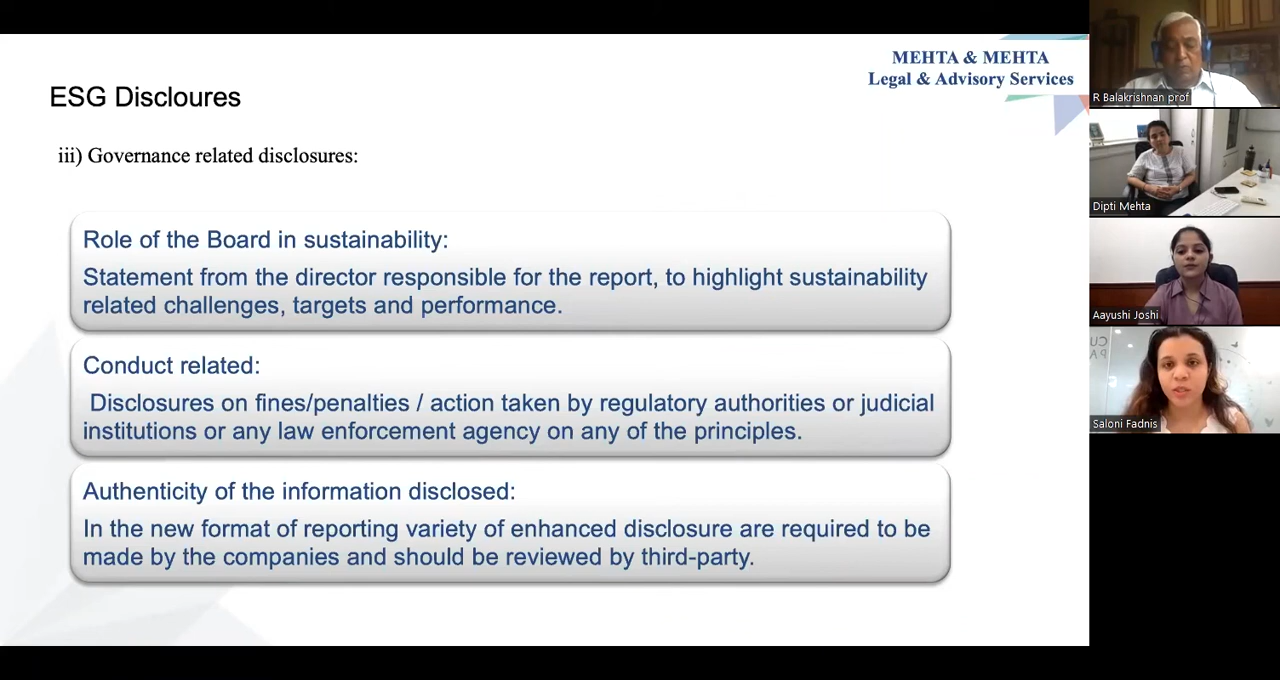 MEHTA & MEHTA
Legal & Advisory Services
ESG Discloures
iii) Governance related disclosures:
Role of the Board in sustainability:
Statement from the director responsible for the report, to highlight sustainability
related challenges, targets and performance.
Conduct related:
Disclosures on fines/penalties / action taken by regulatory authorities or judicial
institutions or any law enforcement agency on any of the principles.
Authenticity of the information disclosed:
In the new format of reporting variety of enhanced disclosure are required to be
made by the companies and should be reviewed by third-party.
R Balakrishnan prof
Dipti Mehta
Aayushi Joshi
Saloni Fadnis